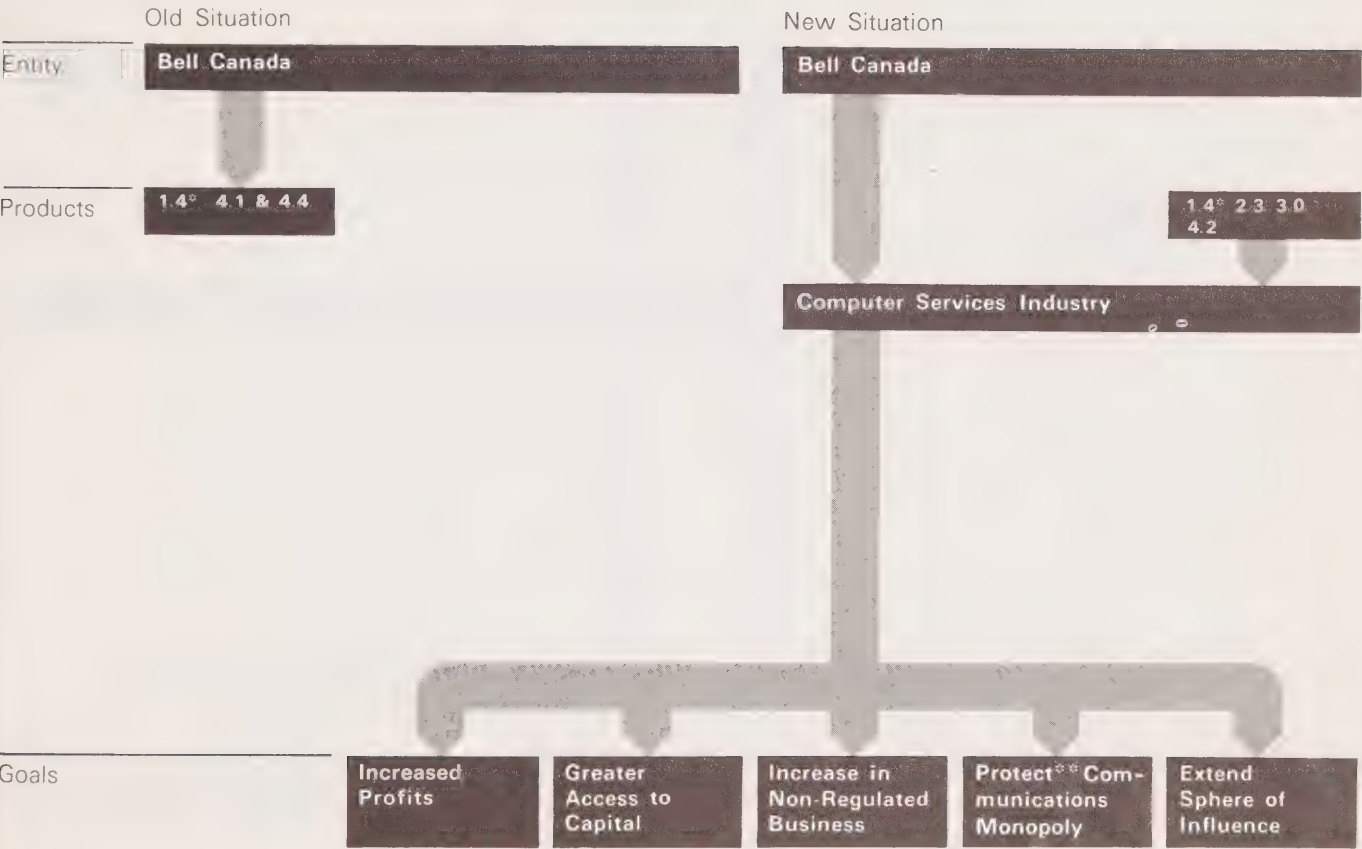 Old Situation
New Situation
Entity
Bell Canada
Bell Canada
Products
1.4* 4.1 & 4.4
1.4* 2.3 3.0
4.2
Computer Services Industry
Goals
Increased
Profits
Greater
Access to
Capital
Increase in
Non-Regulated
Business
Protect** Com-
munications
Monopoly
Extend
Sphere of
Influence